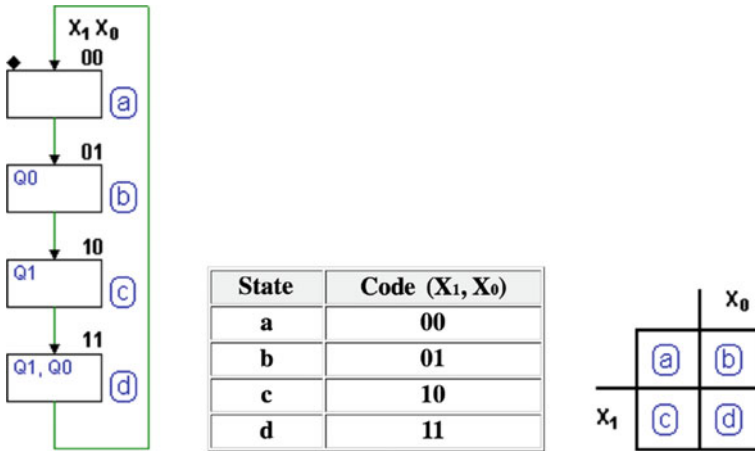 X₁ X₀
00
a
01
Q0
b
10
Q1
c
11
Q1, Q0
d
State Code (X₁, X₀)
a 00
b 01
c 10
d 11
X₀
a b
X₁ c d